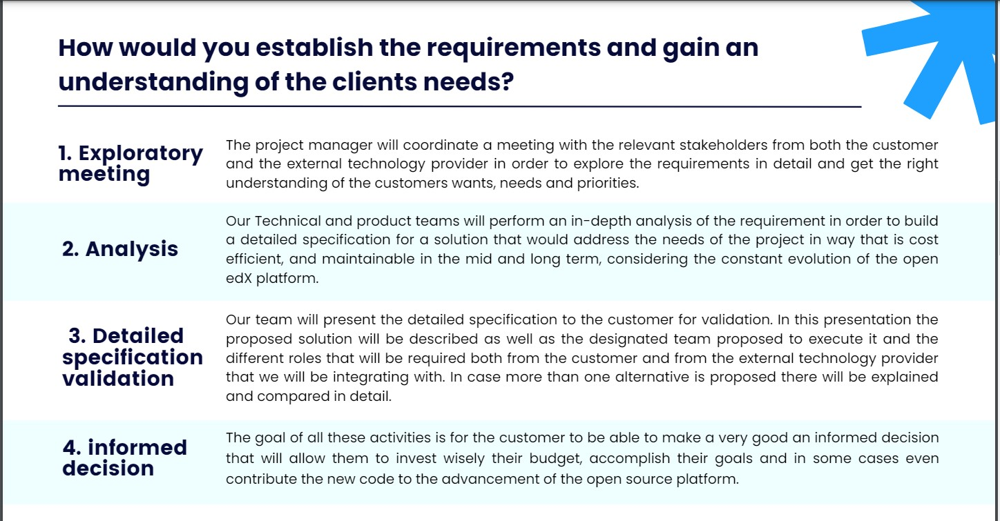 How would you establish the requirements and gain an
understanding of the clients needs?
1. Exploratory
meeting
The project manager will coordinate a meeting with the relevant stakeholders from both the customer
and the external technology provider in order to explore the requirements in detail and get the right
understanding of the customers wants, needs and priorities.
2. Analysis
Our Technical and product teams will perform an in-depth analysis of the requirement in order to build
a detailed specification for a solution that would address the needs of the project in way that is cost
efficient, and maintainable in the mid and long term, considering the constant evolution of the open
edX platform.
3. Detailed
specification
validation
Our team will present the detailed specification to the customer for validation. In this presentation the
proposed solution will be described as well as the designated team proposed to execute it and the
different roles that will be required both from the customer and from the external technology provider
that we will be integrating with. In case more than one alternative is proposed there will be explained
and compared in detail.
4. informed
decision
The goal of all these activities is for the customer to be able to make a very good an informed decision
that will allow them to invest wisely their budget, accomplish their goals and in some cases even
contribute the new code to the advancement of the open source platform.